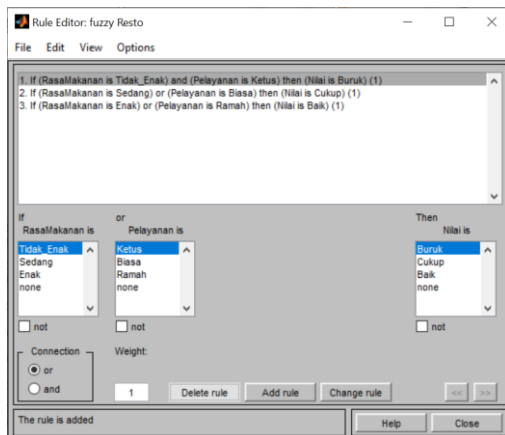 Rule Editor: fuzzy Resto
File Edit View Options
1. If (RasaMakanan is Tidak_Enak) and (Pelayanan is Ketus) then (Nilai is Buruk) (1)
2. If (RasaMakanan is Sedang) or (Pelayanan is Biasa) then (Nilai is Cukup) (1)
3. If (RasaMakanan is Enak) or (Pelayanan is Ramah) then (Nilai is Baik) (1)
If or Then
RasaMakanan is Pelayanan is Nilai is
Tidak_Enak Ketus Buruk
Sedang Biasa Cukup
Enak Ramah Baik
none none none
not not not
Connection Weight:
or
and 1 Delete rule Add rule Change rule << >>
The rule is added Help Close